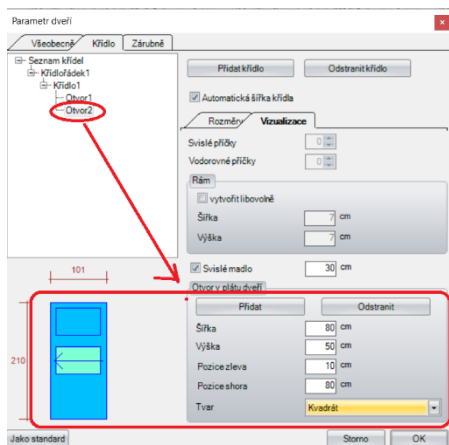 Parametr dveří
Všeobecně Křídlo Zárubně
Seznam křídel
Křídlořádek1
Křídlo1
Otvor1
Otvor2
Přidat křídlo Odstranit křídlo
Automatická šířka křídla
Rozměry Vizualizace
Svislé příčky 0
Vodorovné příčky 0
Rám
vytvořit libovolně
Šířka 7 cm
Výška 7 cm
Svislé madlo 30 cm
Otvor v plátu dveří
Přidat Odstranit
Šířka 80 cm
Výška 50 cm
Pozice zleva 10 cm
Pozice shora 80 cm
Tvar Kvadrát
101
210
Jako standard Storno OK